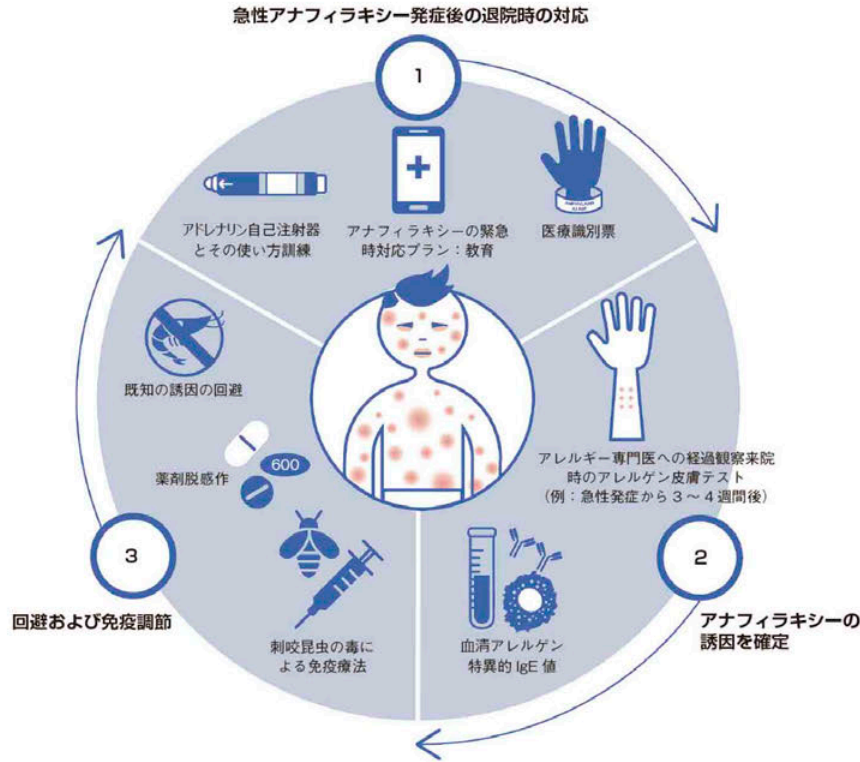 急性アナフィラキシー発症後の退院時の対応
1
アドレナリン自己注射器
とその使い方訓練
アナフィラキシーの緊急
時対応プラン：教育
医療識別票
既知の誘因の回避
薬剤脱感作
600
刺咬昆虫の毒に
よる免疫療法
アレルギー専門医への経過観察来院
時のアレルゲン皮膚テスト
（例：急性発症から３～４週間後）
血清アレルゲン
特異的 IgE 値
3
回避および免疫調節
2
アナフィラキシーの
誘因を確定